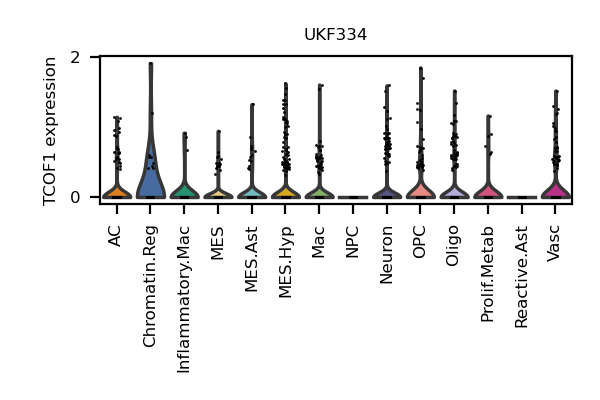 UKF334
TCOF1 expression
2
0
AC
Chromatin.Reg
Inflammatory.Mac
MES
MES.Ast
MES.Hyp
Mac
NPC
Neuron
OPC
Oligo
Prolif.Metab
Reactive.Ast
Vasc